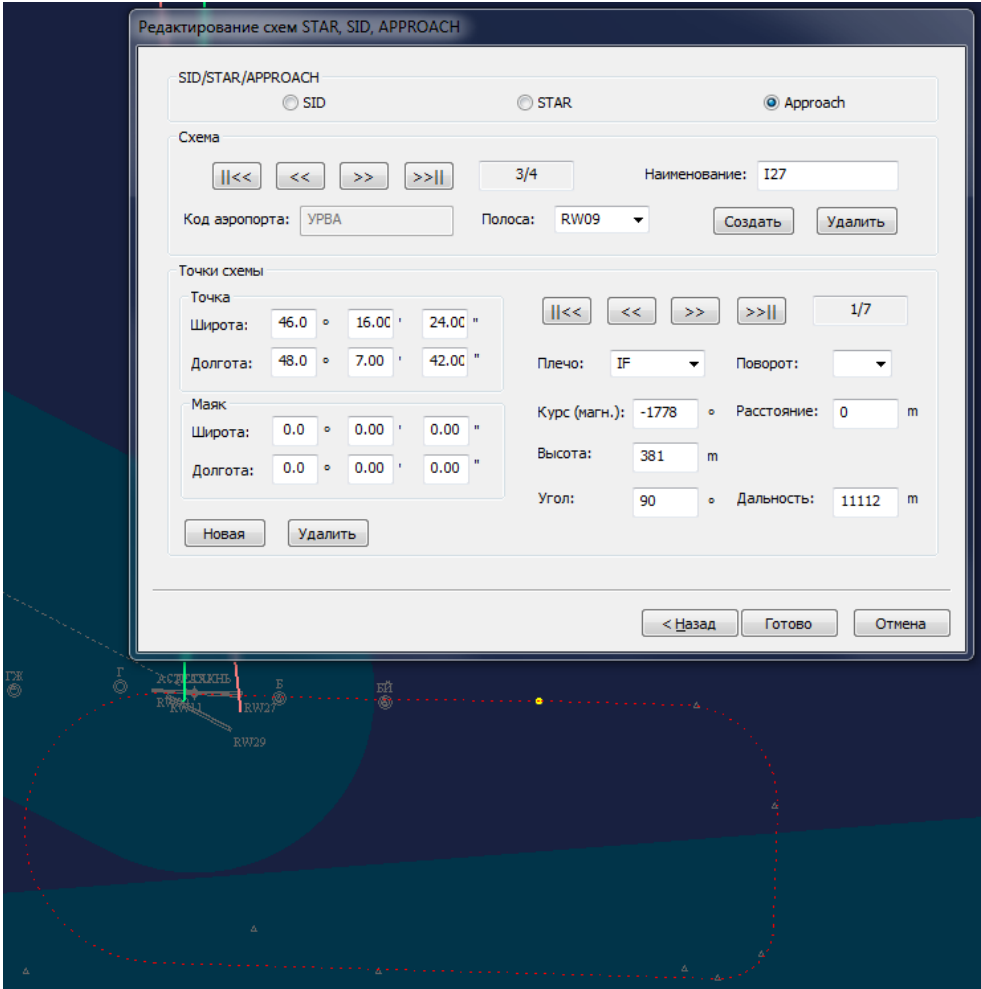 Редактирование схем STAR, SID, APPROACH
SID/STAR/APPROACH
SID STAR Approach
Схема
||<< << >> >>|| 3/4 Наименование: I27
Код аэропорта: УРВА Полоса: RW09 Создать Удалить
Точки схемы
Точка
||<< << >> >>|| 1/7
Широта: 46.0 ° 16.00 ' 24.00 "
Долгота: 48.0 ° 7.00 ' 42.00 "
Плечо: IF Поворот:
Маяк
Курс (магн.): -1778 ° Расстояние: 0 m
Широта: 0.0 ° 0.00 ' 0.00 "
Высота: 381 m
Долгота: 0.0 ° 0.00 ' 0.00 "
Угол: 90 ° Дальность: 11112 m
Новая Удалить
< Назад Готово Отмена
ГЖ Г Б БЙ
RW27
RW29